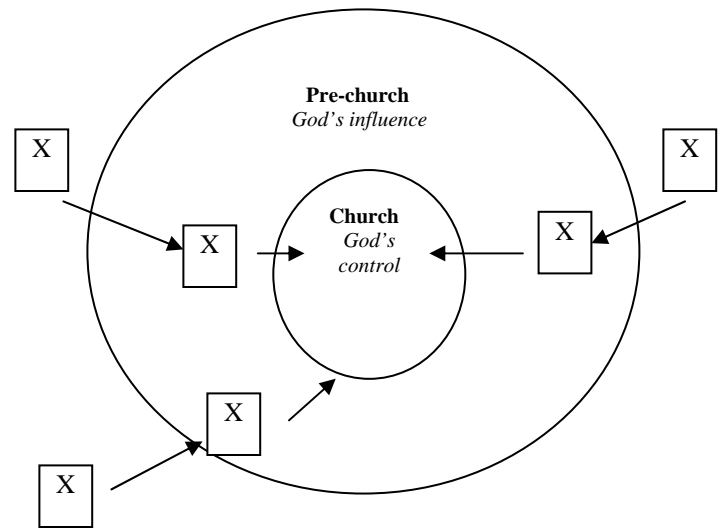 Pre-church
God's influence
X
X
Church
God's
control
X
X
X
X